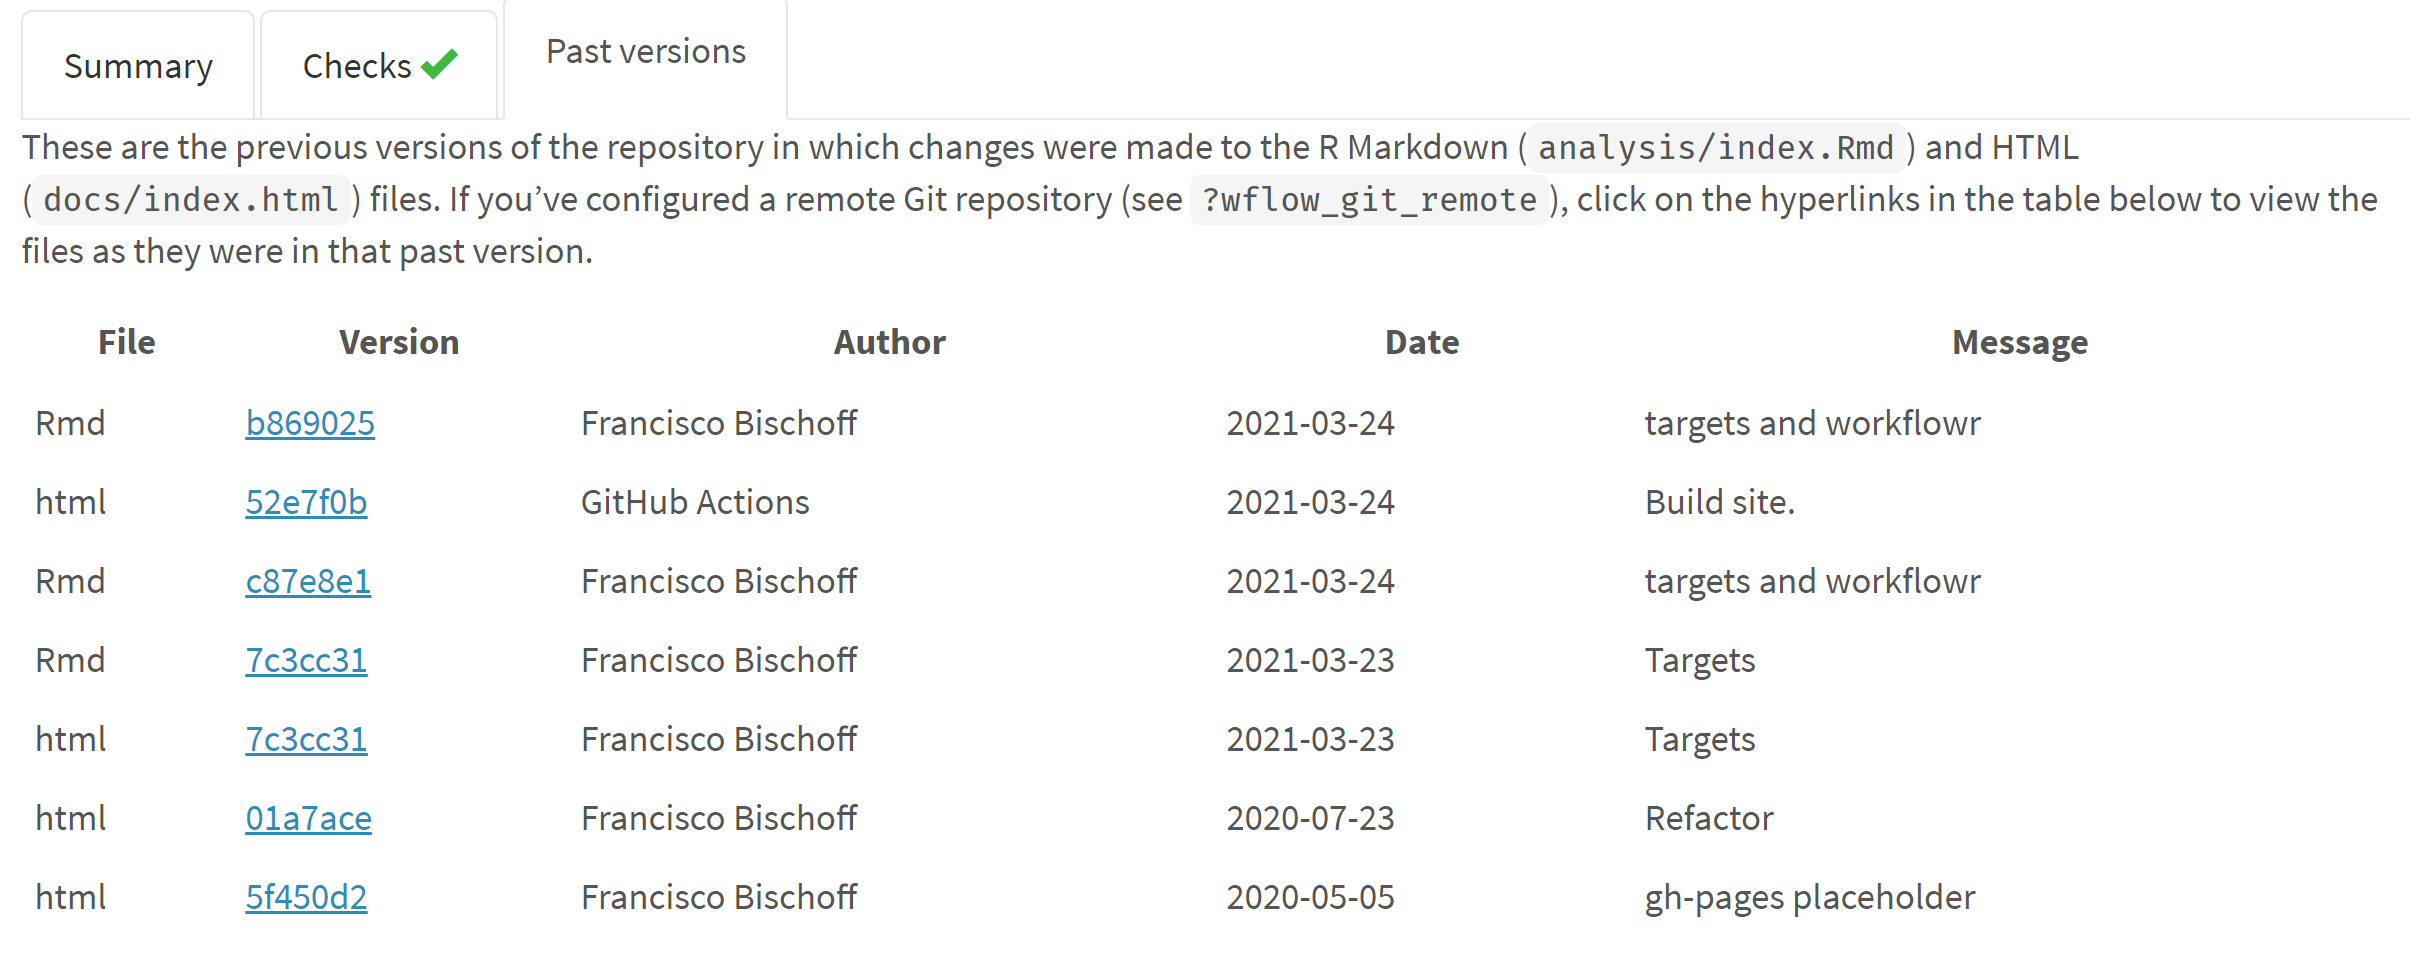 Summary Checks Past versions
These are the previous versions of the repository in which changes were made to the R Markdown ( analysis/index.Rmd ) and HTML
( docs/index.html ) files. If you’ve configured a remote Git repository (see ?wflow_git_remote ), click on the hyperlinks in the table below to view the
files as they were in that past version.
File Version Author Date Message
Rmd b869025 Francisco Bischoff 2021-03-24 targets and workflowr
html 52e7f0b GitHub Actions 2021-03-24 Build site.
Rmd c87e8e1 Francisco Bischoff 2021-03-24 targets and workflowr
Rmd 7c3cc31 Francisco Bischoff 2021-03-23 Targets
html 7c3cc31 Francisco Bischoff 2021-03-23 Targets
html 01a7ace Francisco Bischoff 2020-07-23 Refactor
html 5f450d2 Francisco Bischoff 2020-05-05 gh-pages placeholder